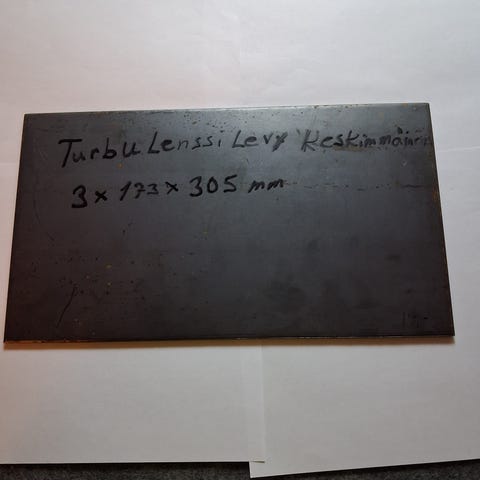 TurbuLenssi Levy Keskimmäinen
3 x 173 x 305 mm